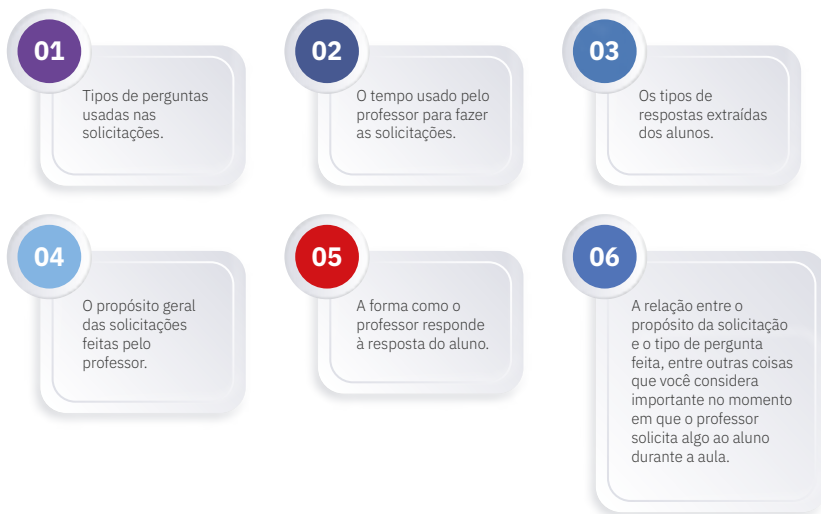 01
Tipos de perguntas
usadas nas
solicitações.
02
O tempo usado pelo
professor para fazer
as solicitações.
03
Os tipos de
respostas extraídas
dos alunos.
04
O propósito geral
das solicitações
feitas pelo
professor.
05
A forma como o
professor responde
à resposta do aluno.
06
A relação entre o
propósito da solicitação
e o tipo de pergunta
feita, entre outras coisas
que você considera
importante no momento
em que o professor
solicita algo ao aluno
durante a aula.